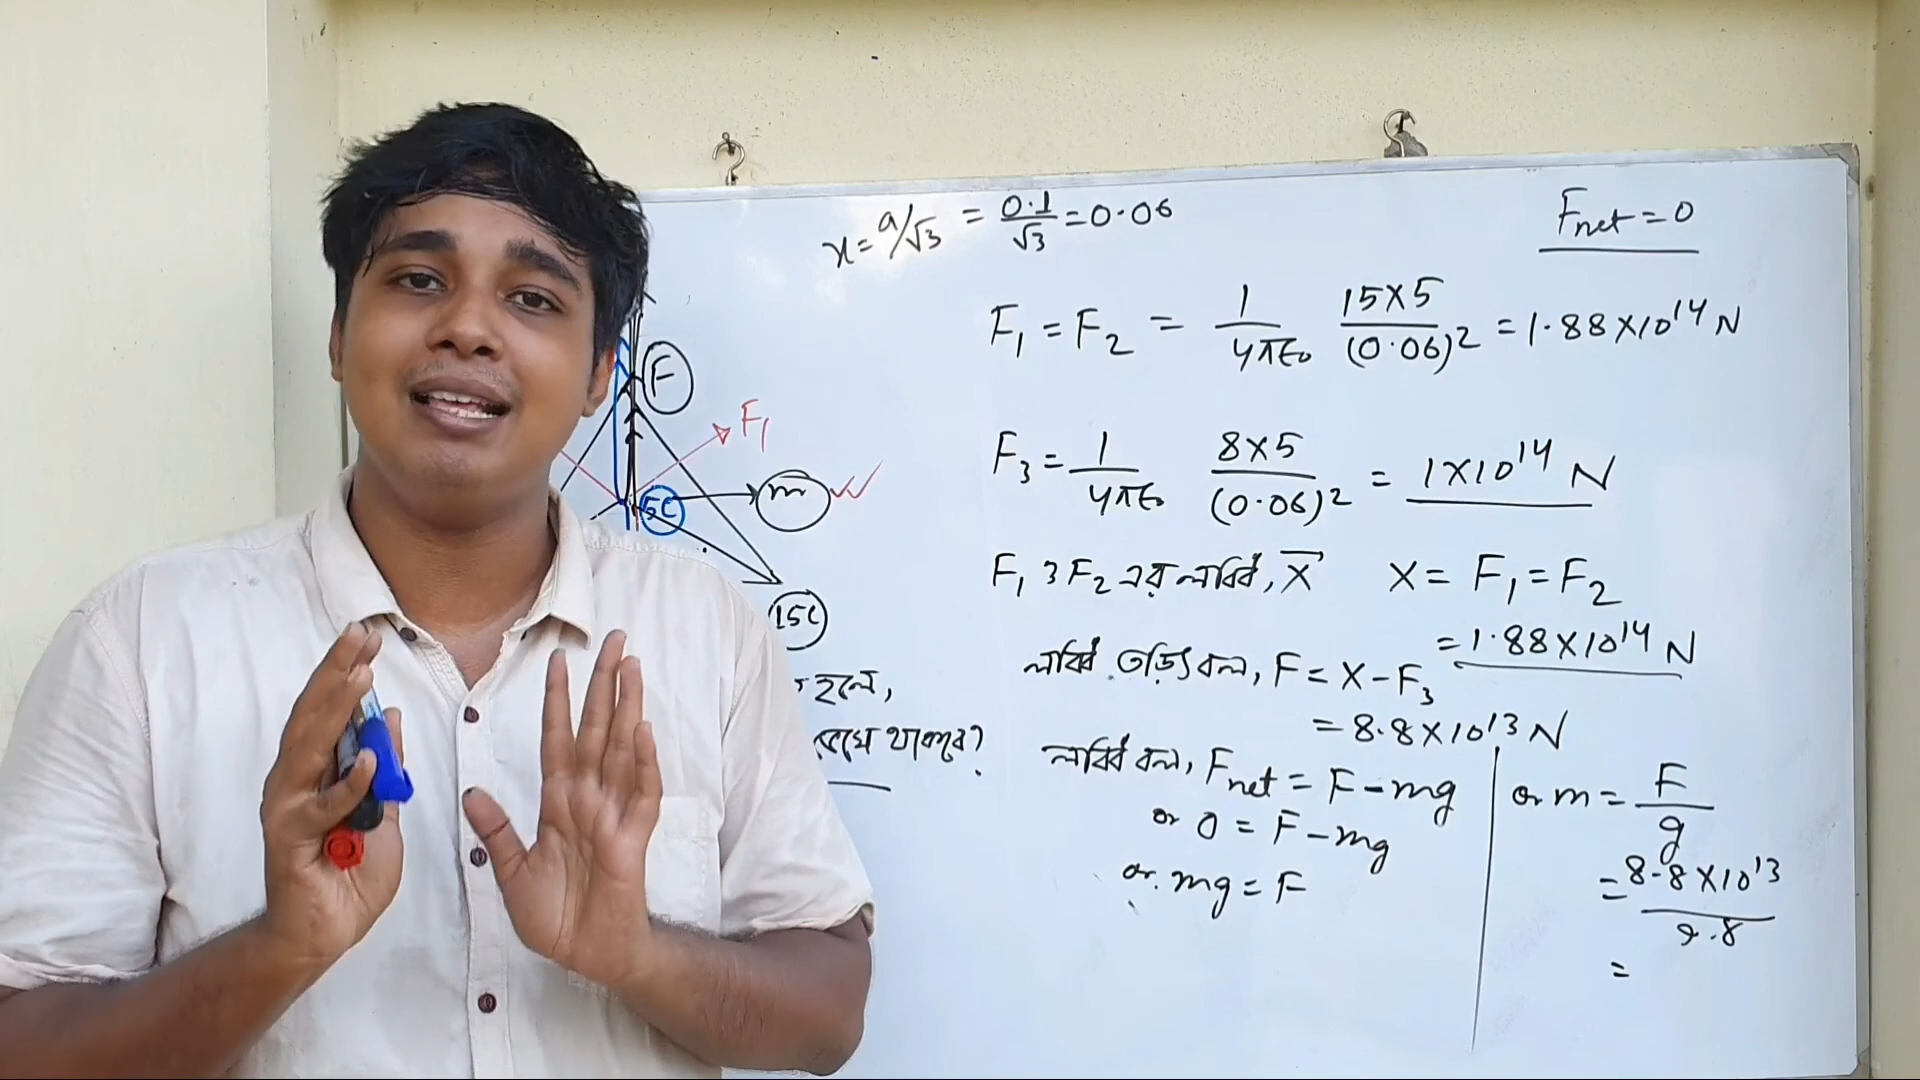 x = a/√3 = 0.1/√3 = 0.06
Fnet = 0
F₁ = F₂ = 1/4πϵ₀ 15×5/(0.06)² = 1.88×10¹⁴ N
F
F₁
m
5C
15C
F₃ = 1/4πϵ₀ 8×5/(0.06)² = 1×10¹⁴ N
F₁ ও F₂ এর লব্ধি, X⃗ X = F₁ = F₂
= 1.88×10¹⁴ N
লব্ধি তড়িৎ বল, F = X - F₃
= 8.8×10¹³ N
হলে,
থাকবে?
লব্ধি বল, Fnet = F - mg
or 0 = F - mg
or. mg = F
or m = F/g
= 8.8×10¹³/9.8
=